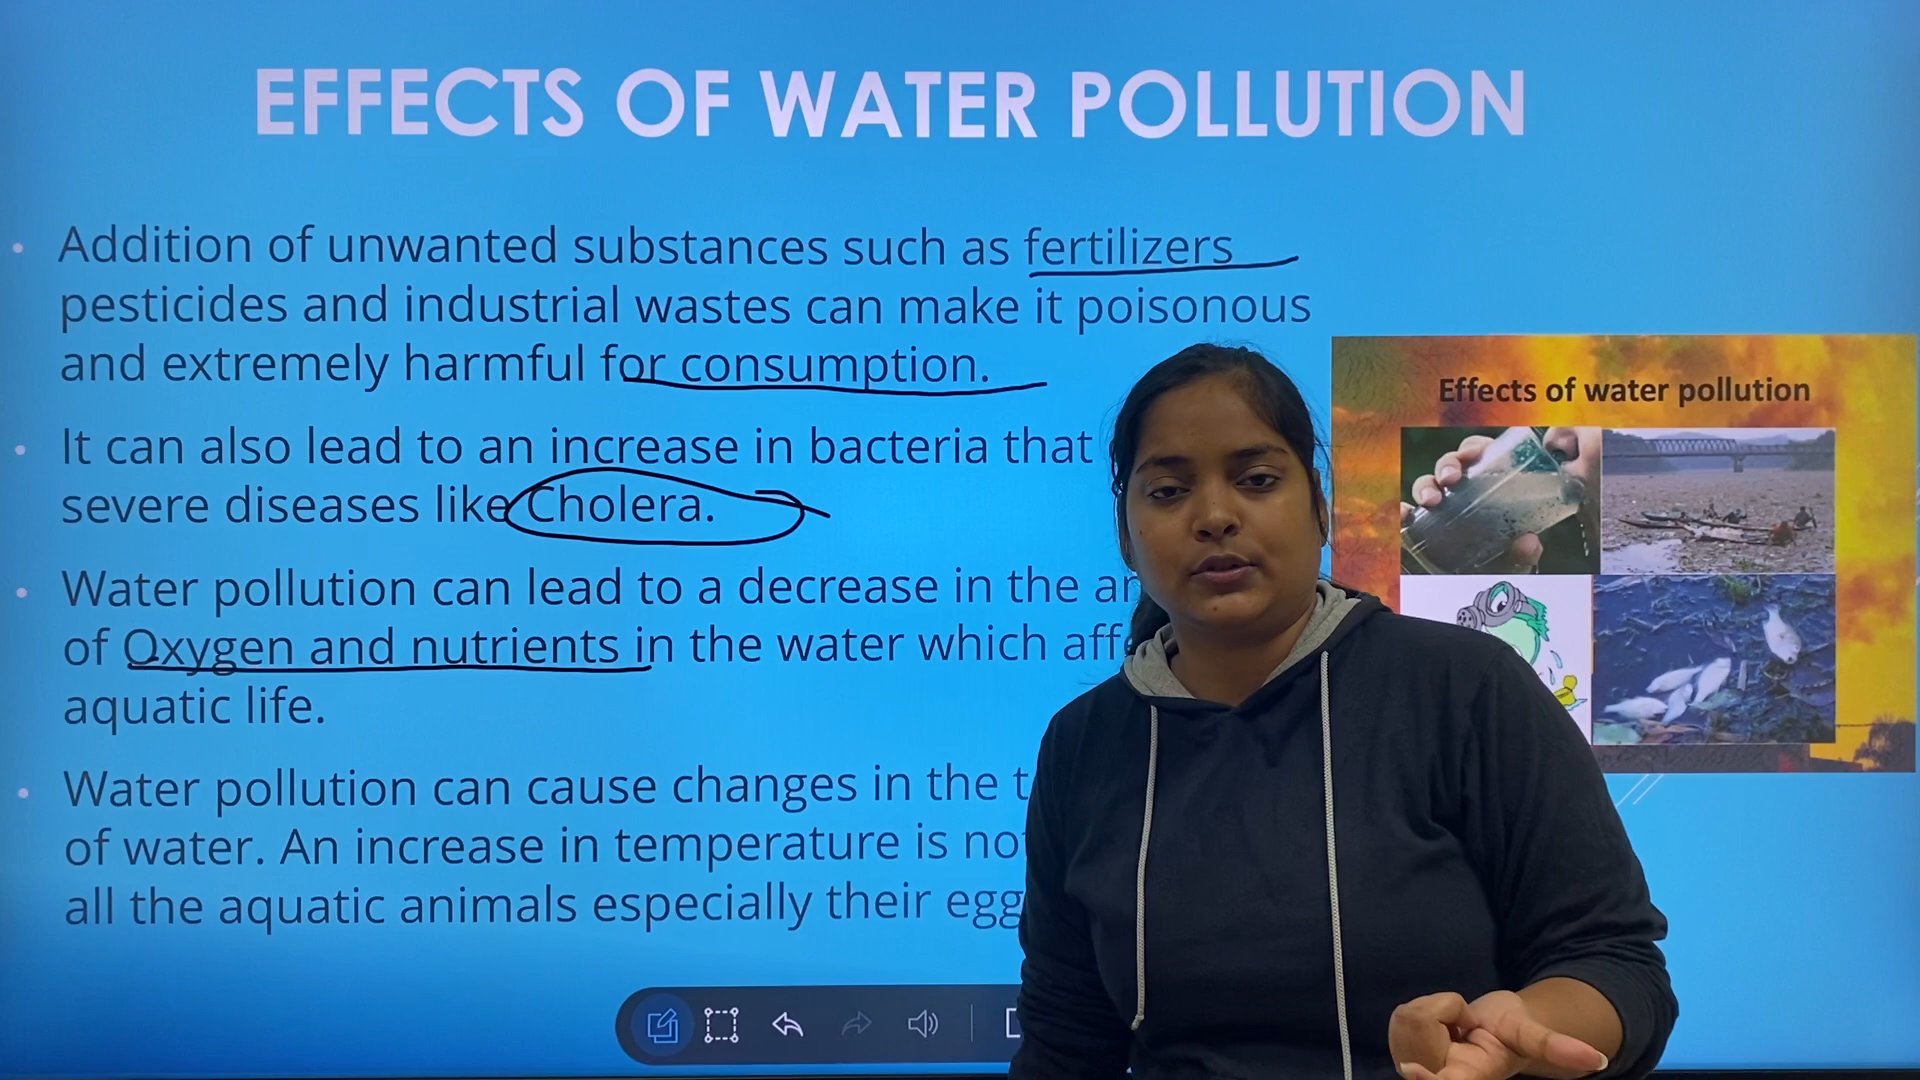 EFFECTS OF WATER POLLUTION
Addition of unwanted substances such as fertilizers
pesticides and industrial wastes can make it poisonous
and extremely harmful for consumption.
It can also lead to an increase in bacteria that
severe diseases like Cholera.
Water pollution can lead to a decrease in the
of Oxygen and nutrients in the water which
aquatic life.
Water pollution can cause changes in the
of water. An increase in temperature is
all the aquatic animals especially their
Effects of water pollution